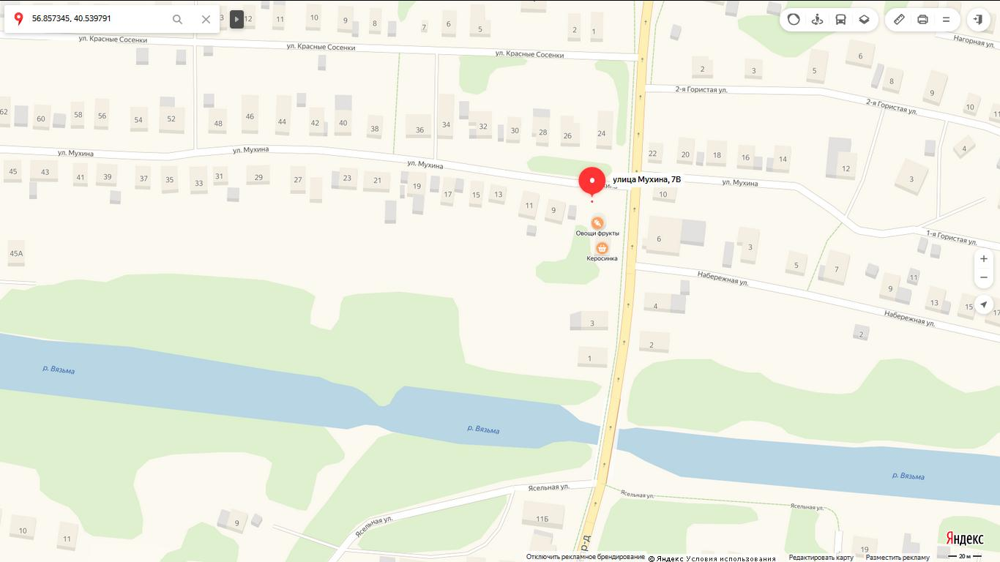 56.857345, 40.539791
3
12
11
10
9
8
7
6
5
2
1
Нагорная ул.
ул. Красные Сосенки
ул. Красные Сосенки
ул. Красные Сосенки
2
3
5
6
8
9
10
11
2-я Гористая ул.
2-я Гористая ул.
62
60
58
56
54
52
48
46
44
42
40
38
36
34
32
30
28
26
24
22
20
18
16
14
12
3
4
ул. Мухина
ул. Мухина
ул. Мухина
ул. Мухина
улица Мухина, 7В
45
43
41
39
37
35
33
31
29
27
23
21
19
17
15
13
11
9
10
Овощи фрукты
Керосинка
6
3
5
7
9
11
13
15
17
1-я Гористая ул.
45А
Набережная ул.
Набережная ул.
4
2
2
3
1
р. Вязьма
р. Вязьма
р. Вязьма
Ясельная ул.
Ясельная ул.
Ясельная ул.
Ясельная ул.
10
11
9
11Б
19
р-д
Яндекс
Отключить рекламное брендирование
© Яндекс Условия использования
Редактировать карту
Разместить рекламу
20 м